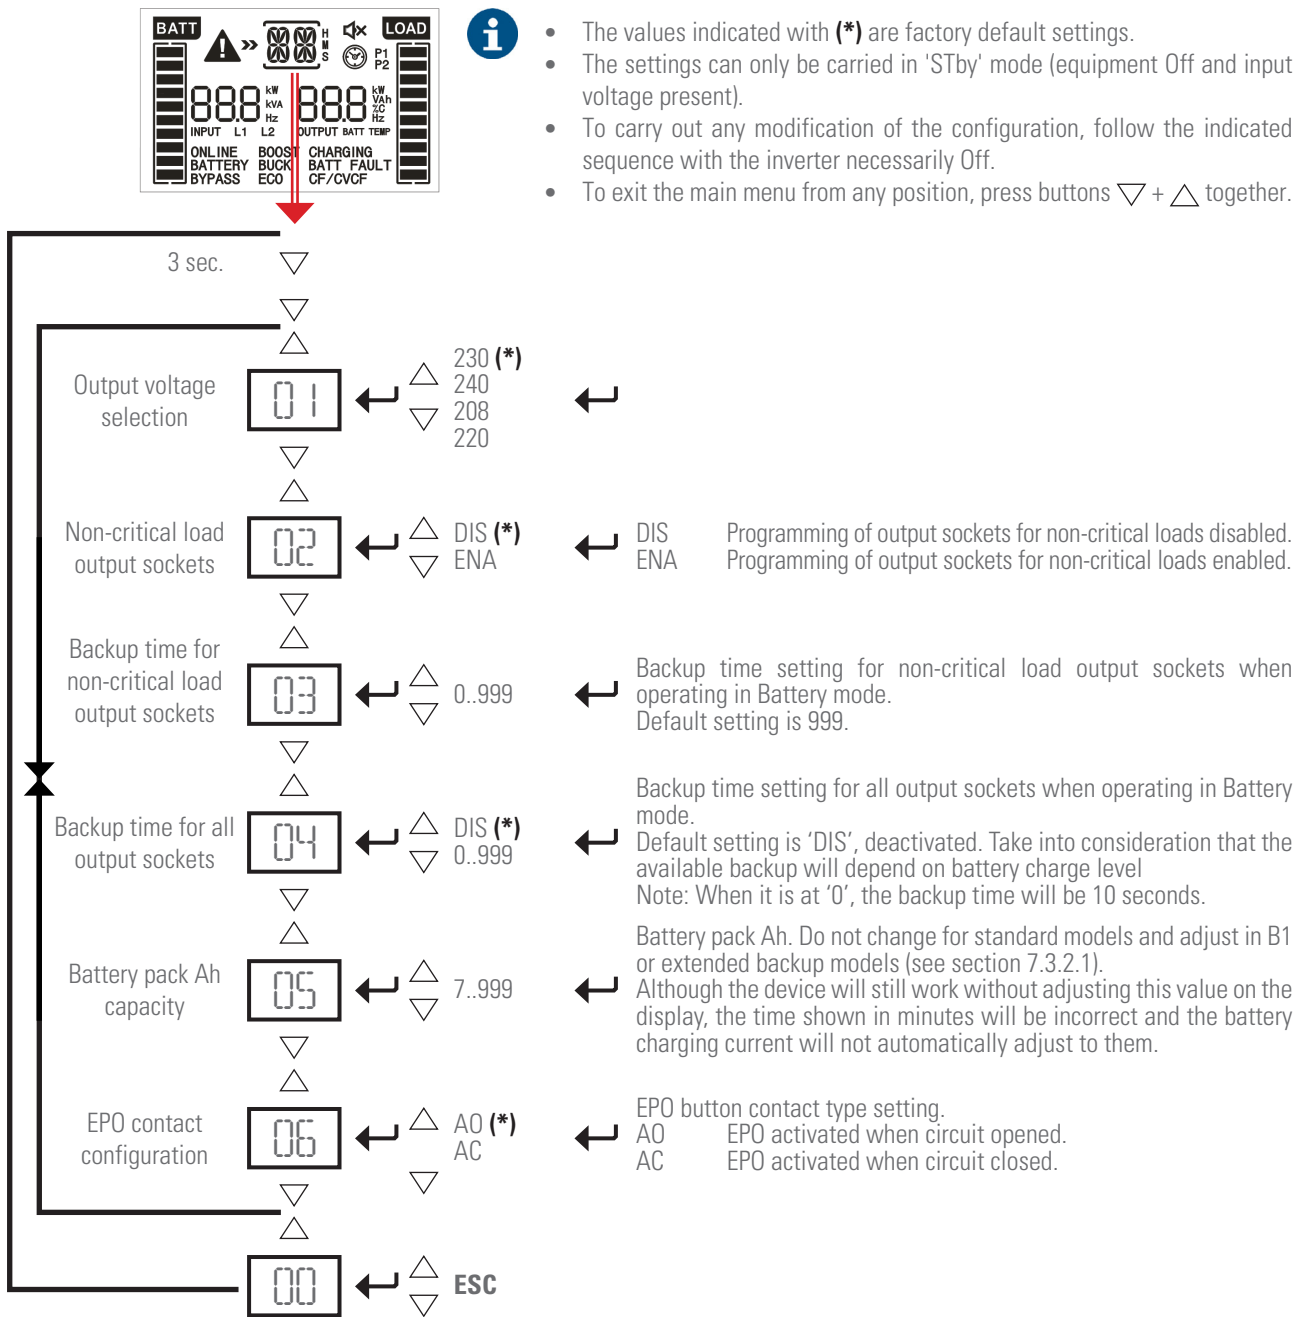 BATT
»
88
H
M
S
LOAD
P1
P2
88.8
kW
kVA
Hz
88.8
kW
VAh
%C
Hz
INPUT L1 L2 OUTPUT BATT TEMP
ONLINE BOOST CHARGING
BATTERY BUCK BATT FAULT
BYPASS ECO CF/CVCF
i
• The values indicated with (*) are factory default settings.
• The settings can only be carried in 'STby' mode (equipment Off and input
voltage present).
• To carry out any modification of the configuration, follow the indicated
sequence with the inverter necessarily Off.
• To exit the main menu from any position, press buttons ▽ + △ together.
3 sec.
Output voltage
selection
01
230 (*)
240
208
220
Non-critical load
output sockets
02
DIS (*)
ENA
DIS Programming of output sockets for non-critical loads disabled.
ENA Programming of output sockets for non-critical loads enabled.
Backup time for
non-critical load
output sockets
03
0..999
Backup time setting for non-critical load output sockets when
operating in Battery mode.
Default setting is 999.
Backup time for all
output sockets
04
DIS (*)
0..999
Backup time setting for all output sockets when operating in Battery
mode.
Default setting is ‘DIS’, deactivated. Take into consideration that the
available backup will depend on battery charge level
Note: When it is at ‘0’, the backup time will be 10 seconds.
Battery pack Ah
capacity
05
7..999
Battery pack Ah. Do not change for standard models and adjust in B1
or extended backup models (see section 7.3.2.1).
Although the device will still work without adjusting this value on the
display, the time shown in minutes will be incorrect and the battery
charging current will not automatically adjust to them.
EPO contact
configuration
06
AO (*)
AC
EPO button contact type setting.
AO EPO activated when circuit opened.
AC EPO activated when circuit closed.
00
ESC